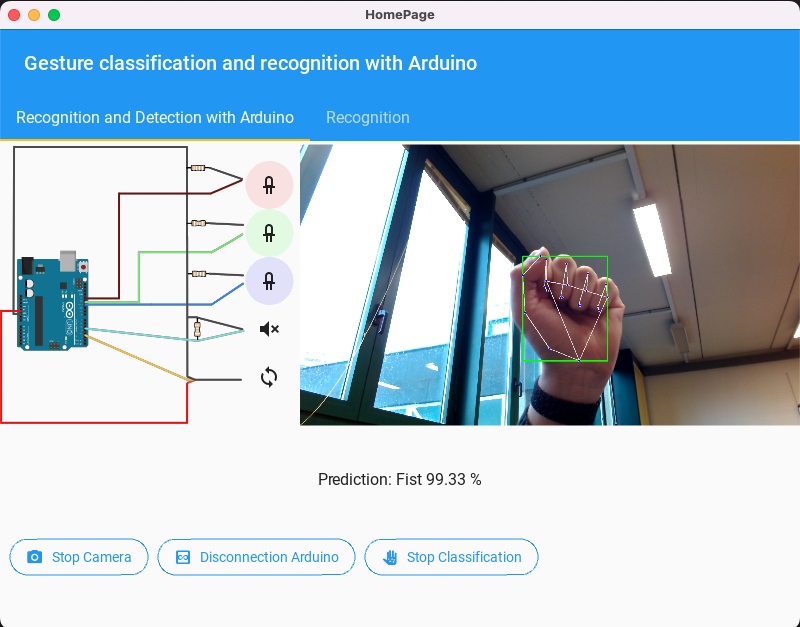 HomePage
Gesture classification and recognition with Arduino
Recognition and Detection with Arduino
Recognition
Prediction: Fist 99.33 %
Stop Camera
Disconnection Arduino
Stop Classification